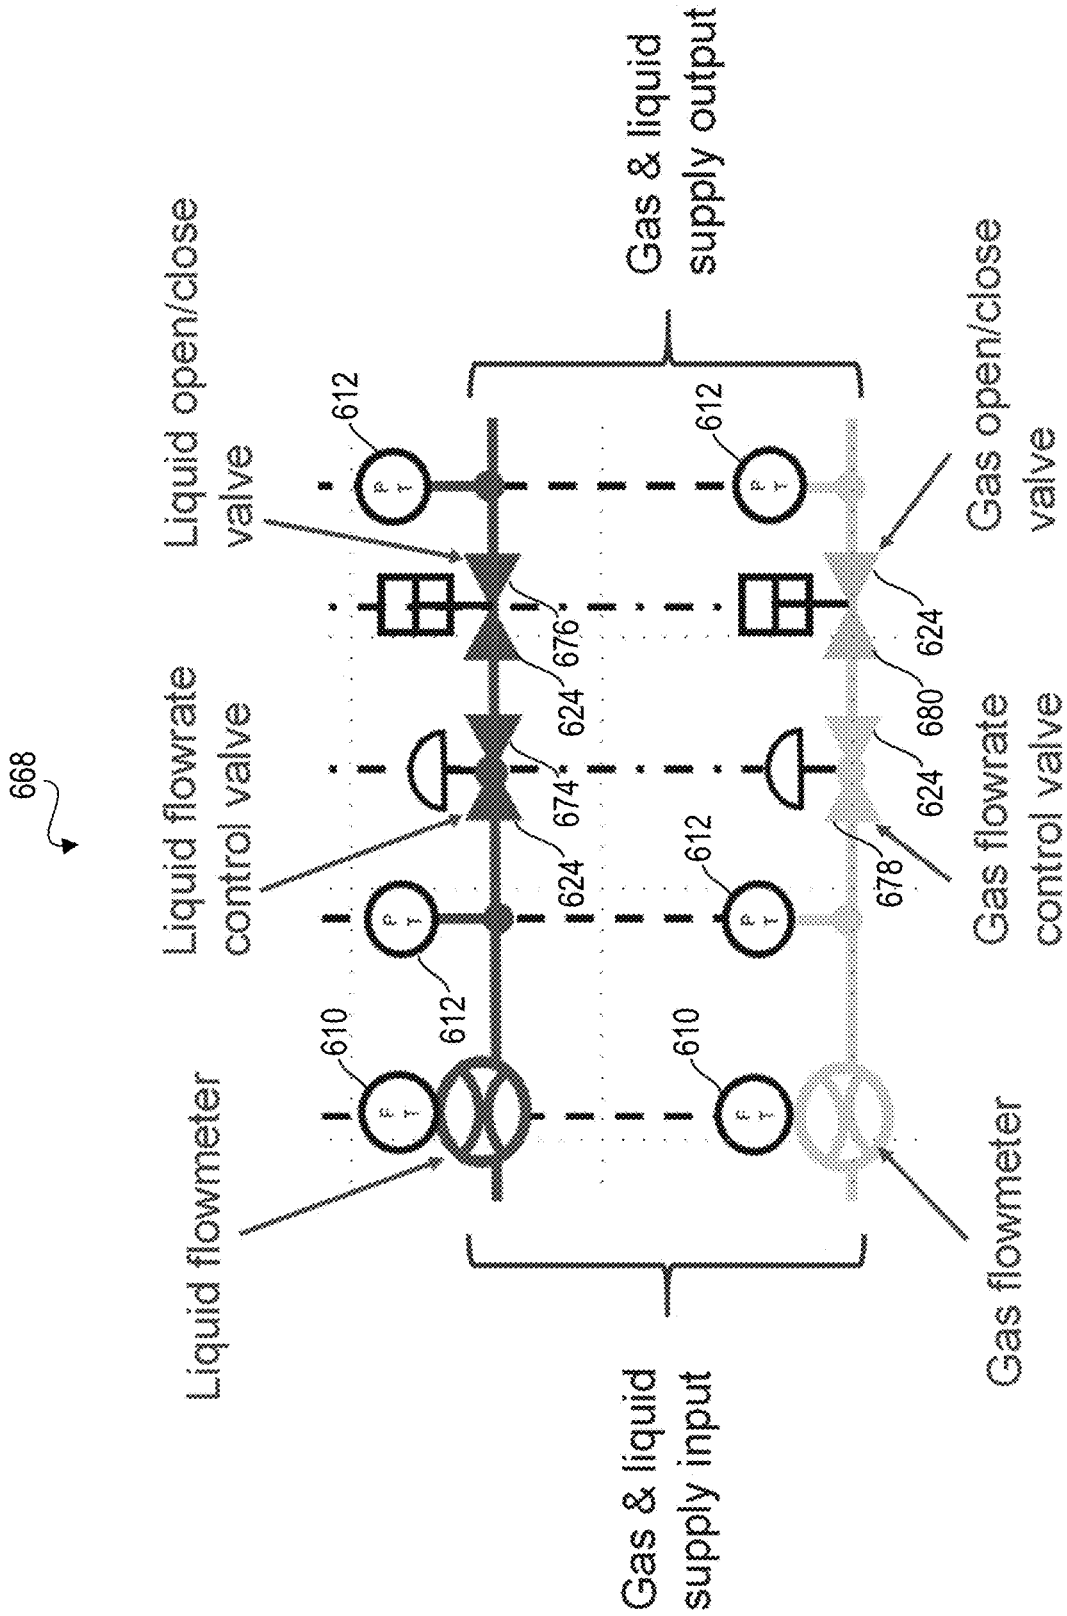 668
Liquid flowmeter
Liquid flowrate
control valve
Liquid open/close
valve
610
612
612
P
T
F
T
P
T
624
674
624
676
Gas & liquid
supply input
Gas & liquid
supply output
610
612
612
F
T
P
T
P
T
678
624
680
624
Gas flowmeter
Gas flowrate
control valve
Gas open/close
valve